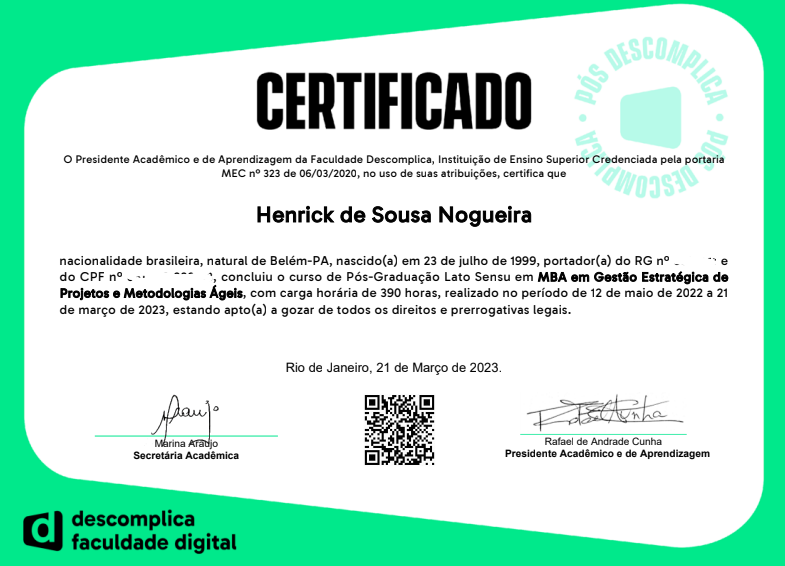 CERTIFICADO
PÓS DESCOMPLICA • PÓS DESCOMPLICA •
O Presidente Acadêmico e de Aprendizagem da Faculdade Descomplica, Instituição de Ensino Superior Credenciada pela portaria
MEC nº 323 de 06/03/2020, no uso de suas atribuições, certifica que
Henrick de Sousa Nogueira
nacionalidade brasileira, natural de Belém-PA, nascido(a) em 23 de julho de 1999, portador(a) do RG nº e
do CPF nº , concluiu o curso de Pós-Graduação Lato Sensu em MBA em Gestão Estratégica de
Projetos e Metodologias Ágeis, com carga horária de 390 horas, realizado no período de 12 de maio de 2022 a 21
de março de 2023, estando apto(a) a gozar de todos os direitos e prerrogativas legais.
Rio de Janeiro, 21 de Março de 2023.
Araujo
Marina Araujo
Secretária Acadêmica
Rafael Cunha
Rafael de Andrade Cunha
Presidente Acadêmico e de Aprendizagem
d descomplica
faculdade digital